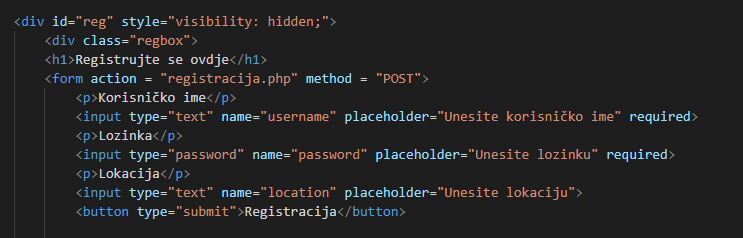 <div id="reg" style="visibility: hidden;">
<div class="regbox">
<h1>Registrujte se ovdje</h1>
<form action = "registracija.php" method = "POST">
<p>Korisničko ime</p>
<input type="text" name="username" placeholder="Unesite korisničko ime" required>
<p>Lozinka</p>
<input type="password" name="password" placeholder="Unesite lozinku" required>
<p>Lokacija</p>
<input type="text" name="location" placeholder="Unesite lokaciju">
<button type="submit">Registracija</button>